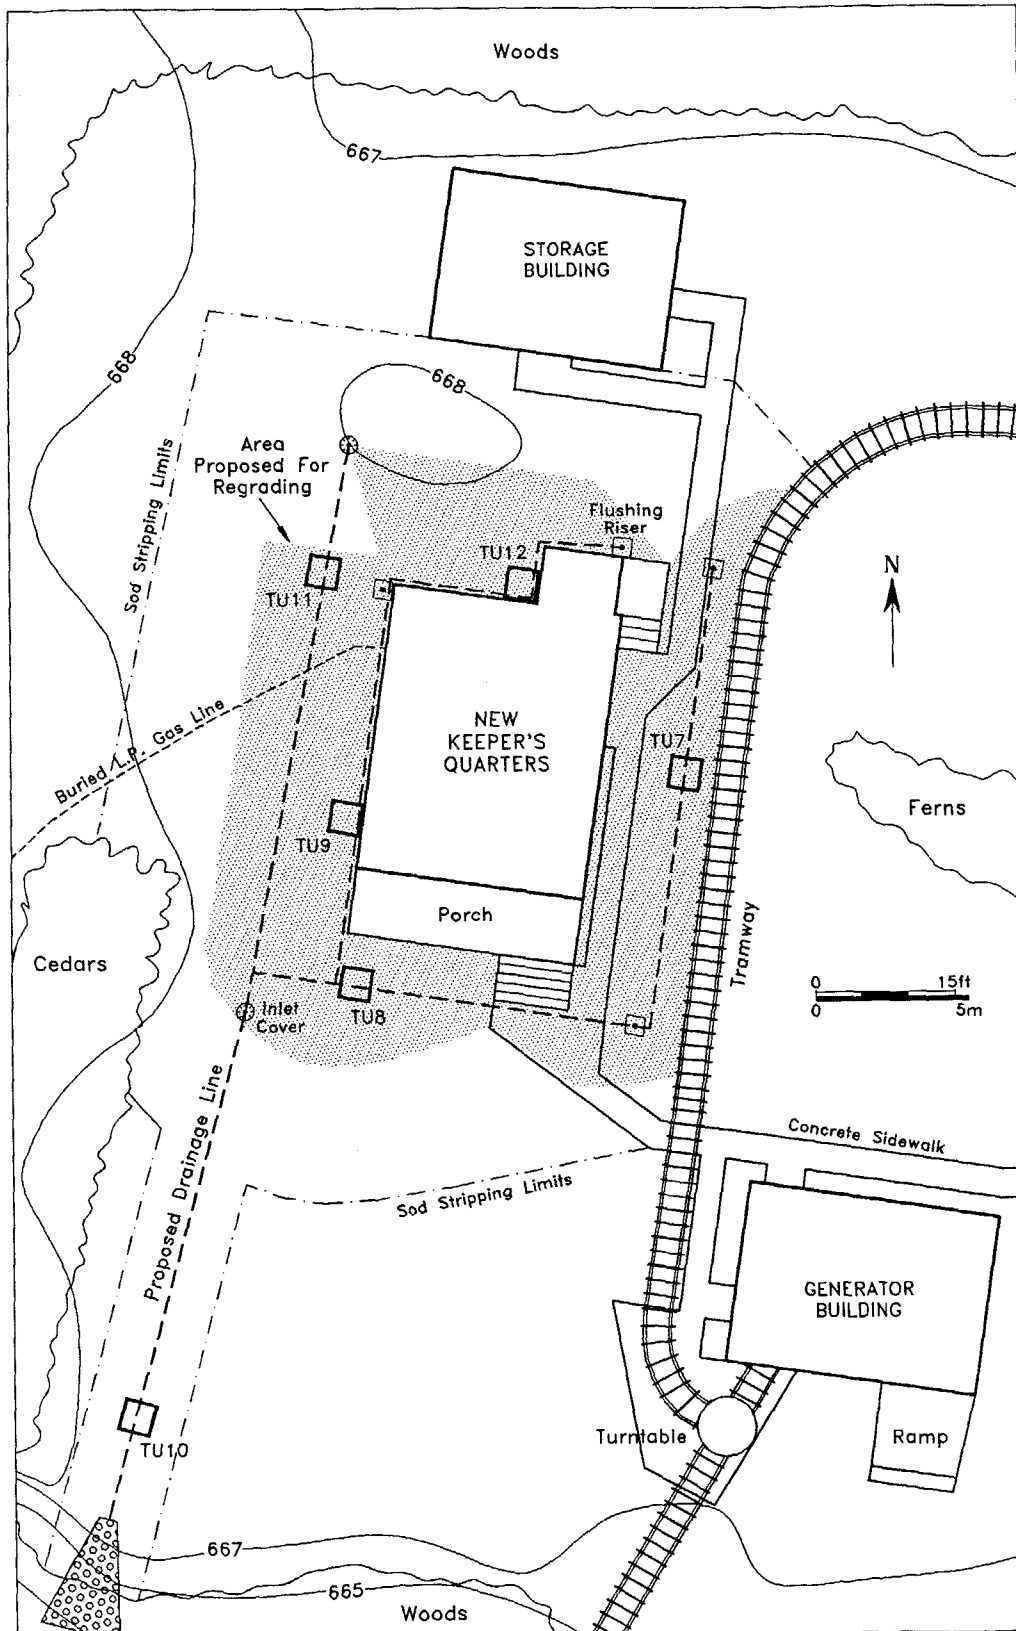 Woods
667
STORAGE
BUILDING
668
668
Area
Proposed For
Regrading
Sod Stripping Limits
Flushing
Riser
TU12
TU11
N
Buried L.P. Gas Line
NEW
KEEPER'S
QUARTERS
TU7
Ferns
TU9
Porch
Tramway
Cedars
0 15ft
0 5m
Inlet
Cover
TU8
Proposed Drainage Line
Concrete Sidewalk
Sod Stripping Limits
GENERATOR
BUILDING
Turntable
Ramp
TU10
667
665
Woods